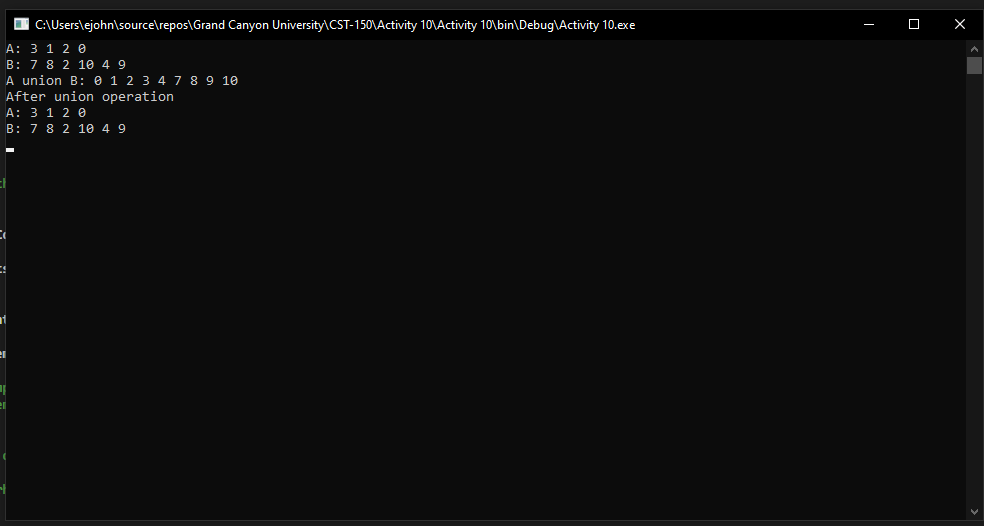 C:\Users\ejohn\source\repos\Grand Canyon University\CST-150\Activity 10\Activity 10\bin\Debug\Activity 10.exe
A: 3 1 2 0
B: 7 8 2 10 4 9
A union B: 0 1 2 3 4 7 8 9 10
After union operation
A: 3 1 2 0
B: 7 8 2 10 4 9